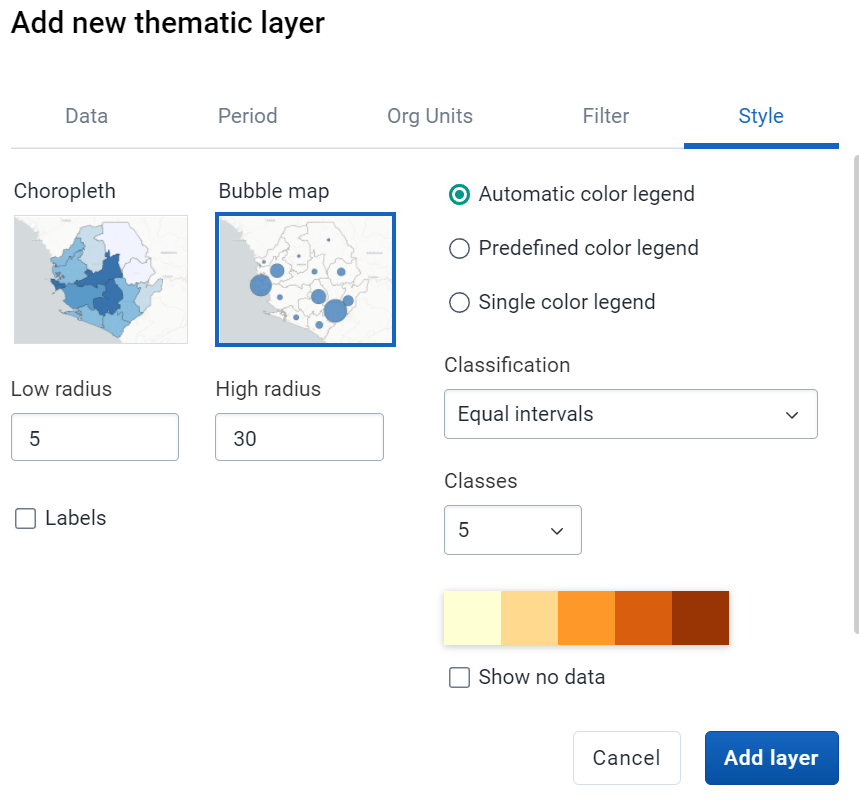 Add new thematic layer
Data
Period
Org Units
Filter
Style
Choropleth
Bubble map
Low radius
5
High radius
30
Labels
Automatic color legend
Predefined color legend
Single color legend
Classification
Equal intervals
Classes
5
Show no data
Cancel
Add layer